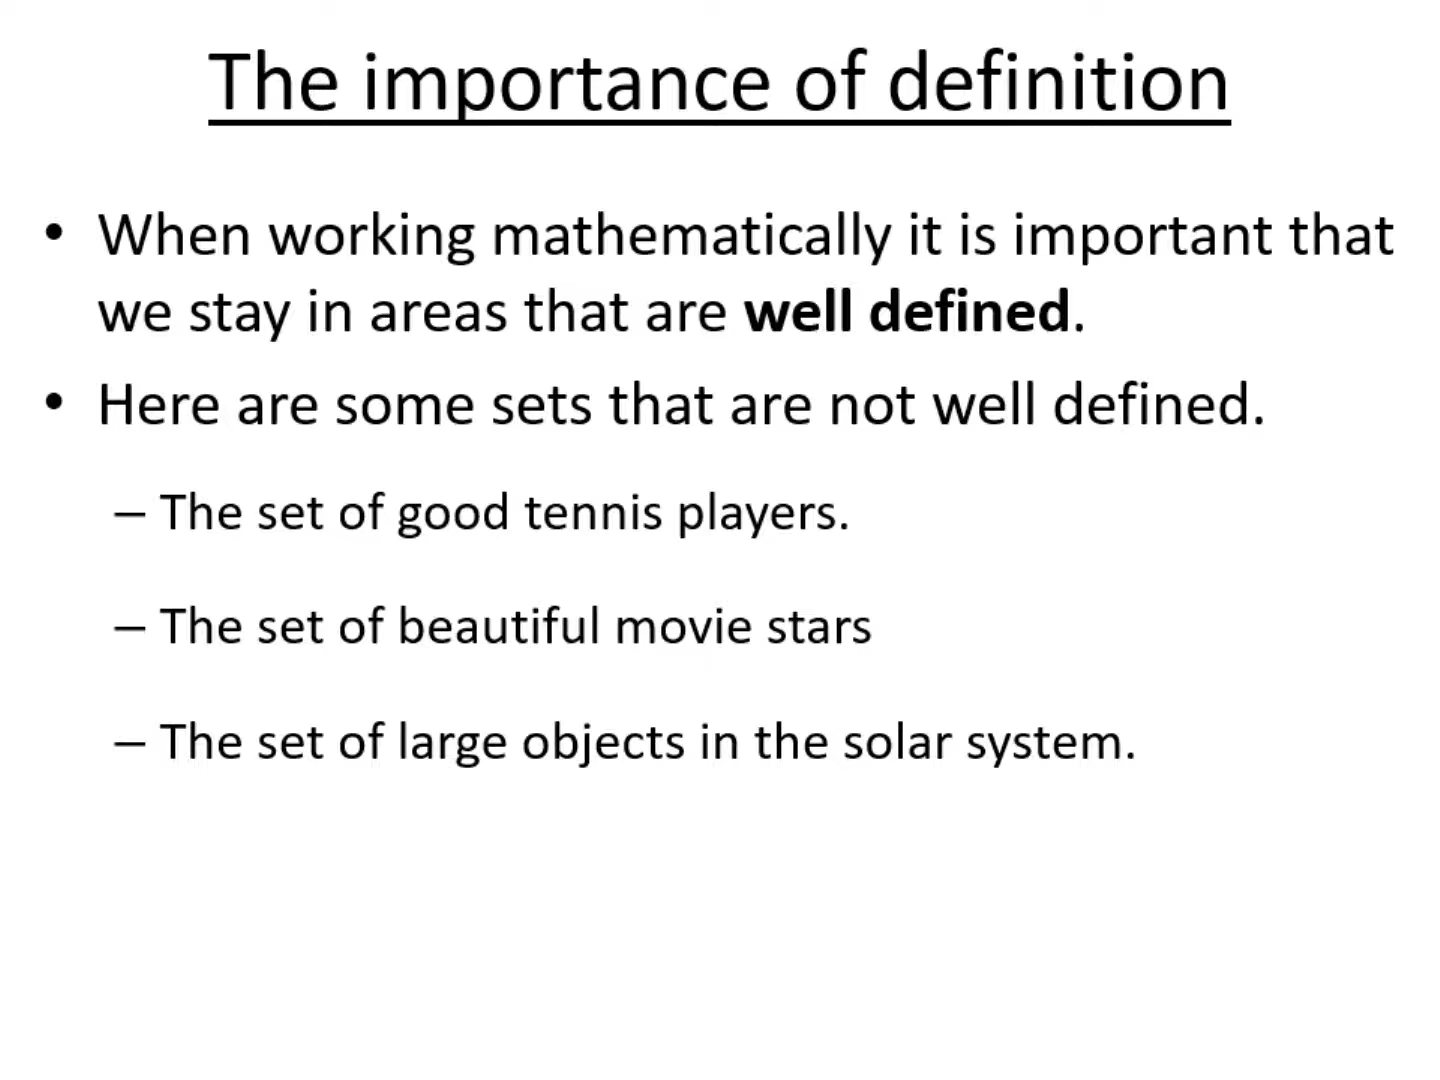 The importance of definition
• When working mathematically it is important that
we stay in areas that are well defined.
• Here are some sets that are not well defined.
– The set of good tennis players.
– The set of beautiful movie stars
– The set of large objects in the solar system.